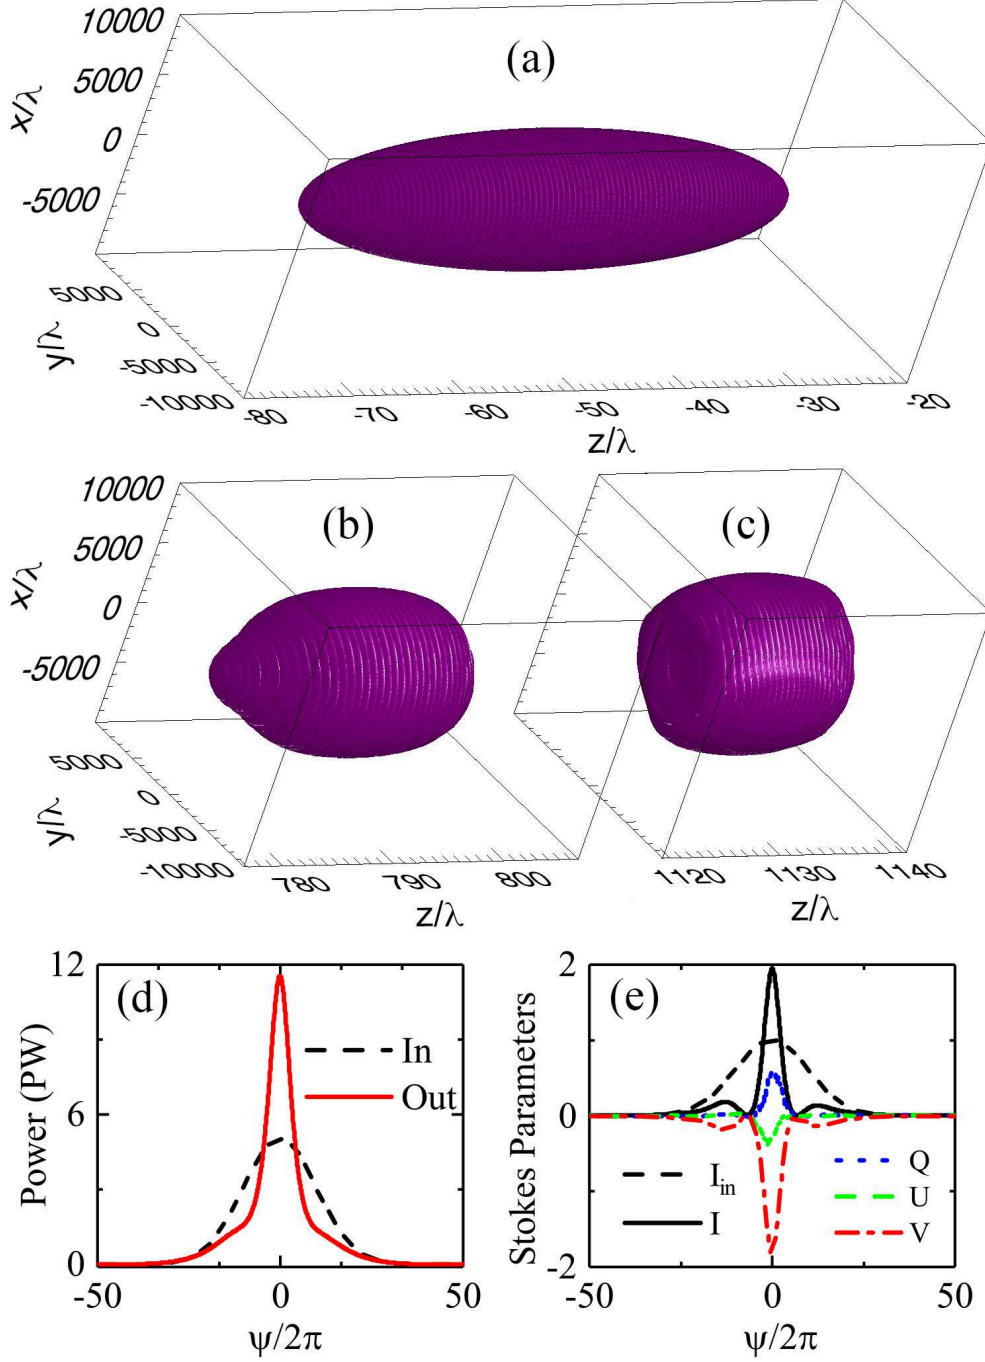 (a)
10000
5000
0
-5000
x/λ
5000
0
-5000
-10000
y/λ
-80 -70 -60 -50 -40 -30 -20
z/λ
(b)
10000
5000
0
-5000
x/λ
5000
0
-5000
-10000
y/λ
780 790 800
z/λ
(c)
1120 1130 1140
z/λ
(d)
12
6
0
Power (PW)
In
Out
-50 0 50
ψ/2π
(e)
2
0
-2
Stokes Parameters
I_in
I
Q
U
V
-50 0 50
ψ/2π